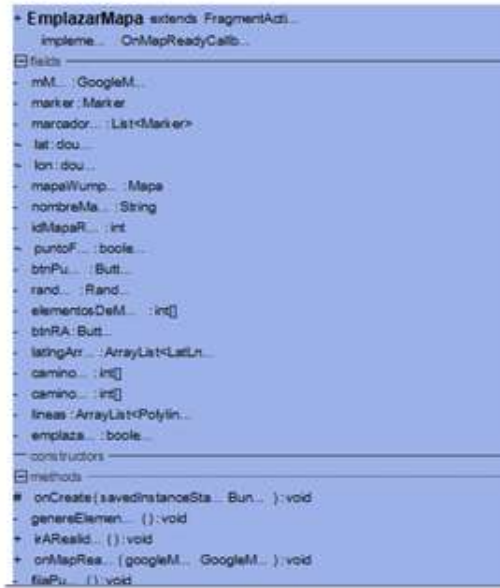 + EmplazarMapa extends FragmentActi...
impleme... OnMapReadyCallb...
fields
- mM... :GoogleM...
- marker:Marker
- marcador... :List<Marker>
~ lat:dou...
~ lon:dou...
- mapaWump... :Mapa
- nombreMa... :String
- idMapaR... :int
~ puntoF... :boole...
- btnPu... :Butt...
- rand... :Rand...
- elementosDeM... :int[]
- btnRA:Butt...
- latlngArr... :ArrayList<LatLn...
- camino... :int[]
- camino... :int[]
- lineas:ArrayList<Polylin...
- emplaza... :boole...
constructors
methods
# onCreate(savedInstanceSta... Bun... ):void
- genereElemen... ():void
+ irARealid... ():void
+ onMapRea... (googleM... GoogleM... ):void
- fijaPu... ():void